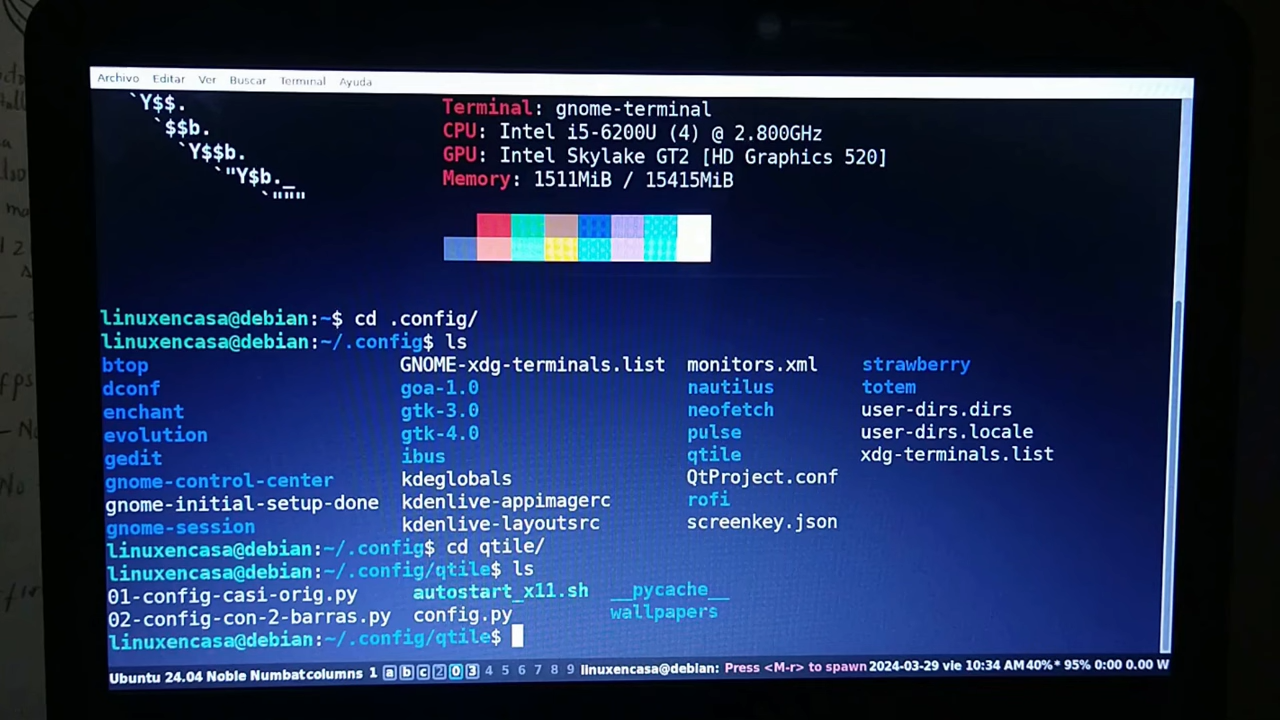 Archivo Editar Ver Buscar Terminal Ayuda
`Y$$.
`$$b.
`Y$$b.
`"Y$b._
`"""
Terminal: gnome-terminal
CPU: Intel i5-6200U (4) @ 2.800GHz
GPU: Intel Skylake GT2 [HD Graphics 520]
Memory: 1511MiB / 15415MiB
linuxencasa@debian:~$ cd .config/
linuxencasa@debian:~/.config$ ls
btop GNOME-xdg-terminals.list monitors.xml strawberry
dconf goa-1.0 nautilus totem
enchant gtk-3.0 neofetch user-dirs.dirs
evolution gtk-4.0 pulse user-dirs.locale
gedit ibus qtile xdg-terminals.list
gnome-control-center kdeglobals QtProject.conf
gnome-initial-setup-done kdenlive-appimagerc rofi
gnome-session kdenlive-layoutsrc screenkey.json
linuxencasa@debian:~/.config$ cd qtile/
linuxencasa@debian:~/.config/qtile$ ls
01-config-casi-orig.py autostart_x11.sh __pycache__
02-config-con-2-barras.py config.py wallpapers
linuxencasa@debian:~/.config/qtile$
Ubuntu 24.04 Noble Numbat columns 1 a b c 2 0 3 4 5 6 7 8 9 linuxencasa@debian: Press <M-r> to spawn 2024-03-29 vie 10:34 AM 40%* 95% 0:00 0.00 W